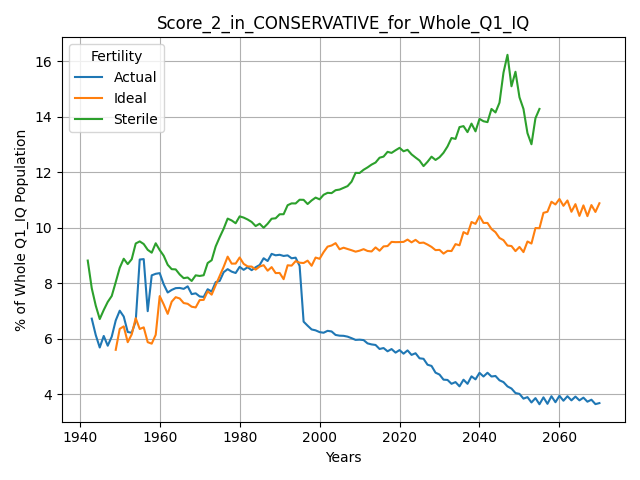 Score_2_in_CONSERVATIVE_for_Whole_Q1_IQ
% of Whole Q1_IQ Population
16
14
12
10
8
6
4
Fertility
Actual
Ideal
Sterile
1940 1960 1980 2000 2020 2040 2060
Years